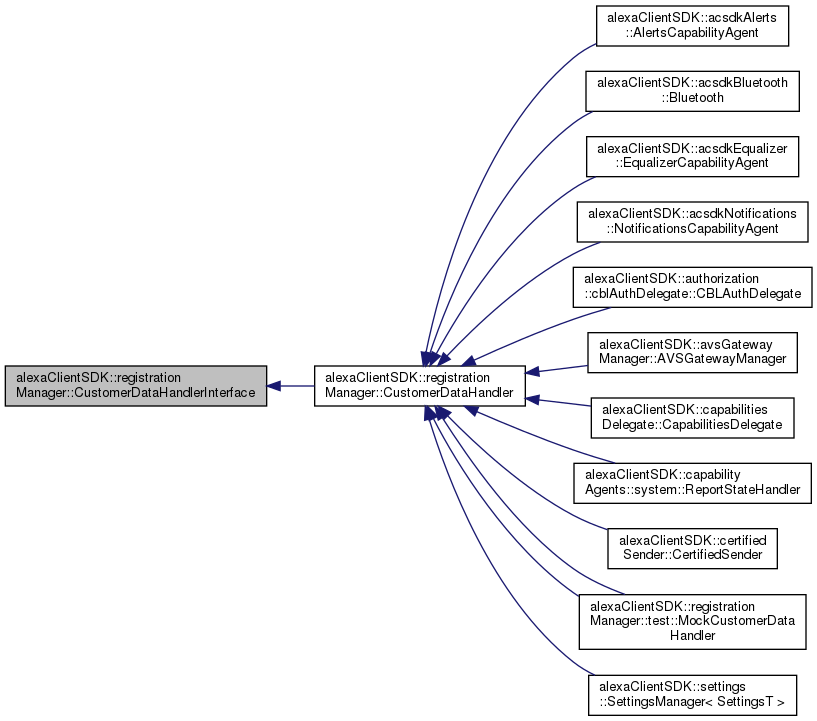 alexaClientSDK::acsdkAlerts
::AlertsCapabilityAgent
alexaClientSDK::acsdkBluetooth
::Bluetooth
alexaClientSDK::acsdkEqualizer
::EqualizerCapabilityAgent
alexaClientSDK::acsdkNotifications
::NotificationsCapabilityAgent
alexaClientSDK::authorization
::cblAuthDelegate::CBLAuthDelegate
alexaClientSDK::avsGateway
Manager::AVSGatewayManager
alexaClientSDK::registration
Manager::CustomerDataHandlerInterface
alexaClientSDK::registration
Manager::CustomerDataHandler
alexaClientSDK::capabilities
Delegate::CapabilitiesDelegate
alexaClientSDK::capability
Agents::system::ReportStateHandler
alexaClientSDK::certified
Sender::CertifiedSender
alexaClientSDK::registration
Manager::test::MockCustomerData
Handler
alexaClientSDK::settings
::SettingsManager< SettingsT >